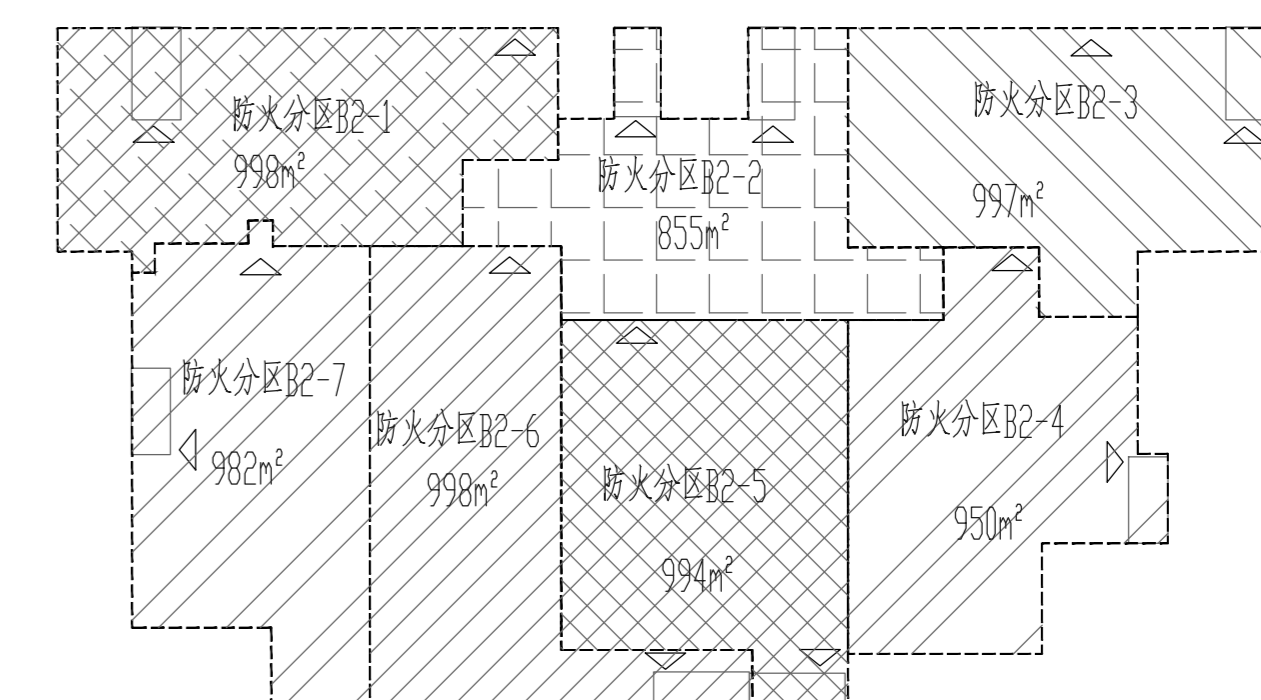 防火分区B2-1
998m²
防火分区B2-2
855m²
防火分区B2-3
997m²
防火分区B2-7
982m²
防火分区B2-6
998m²
防火分区B2-5
994m²
防火分区B2-4
950m²